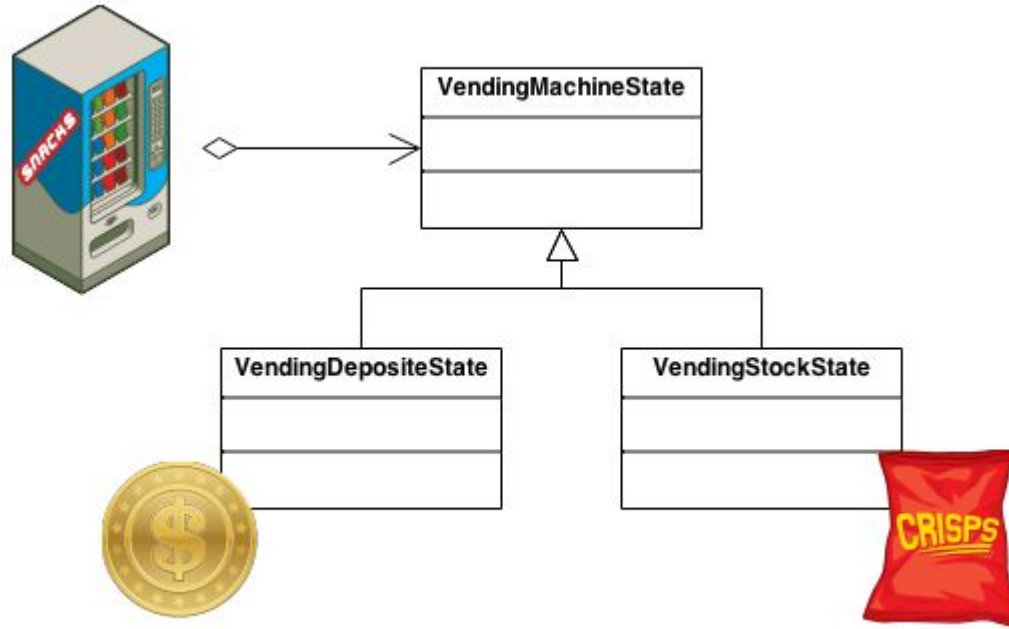 SNACKS
VendingMachineState
VendingDepositeState
VendingStockState
$
CRISPS